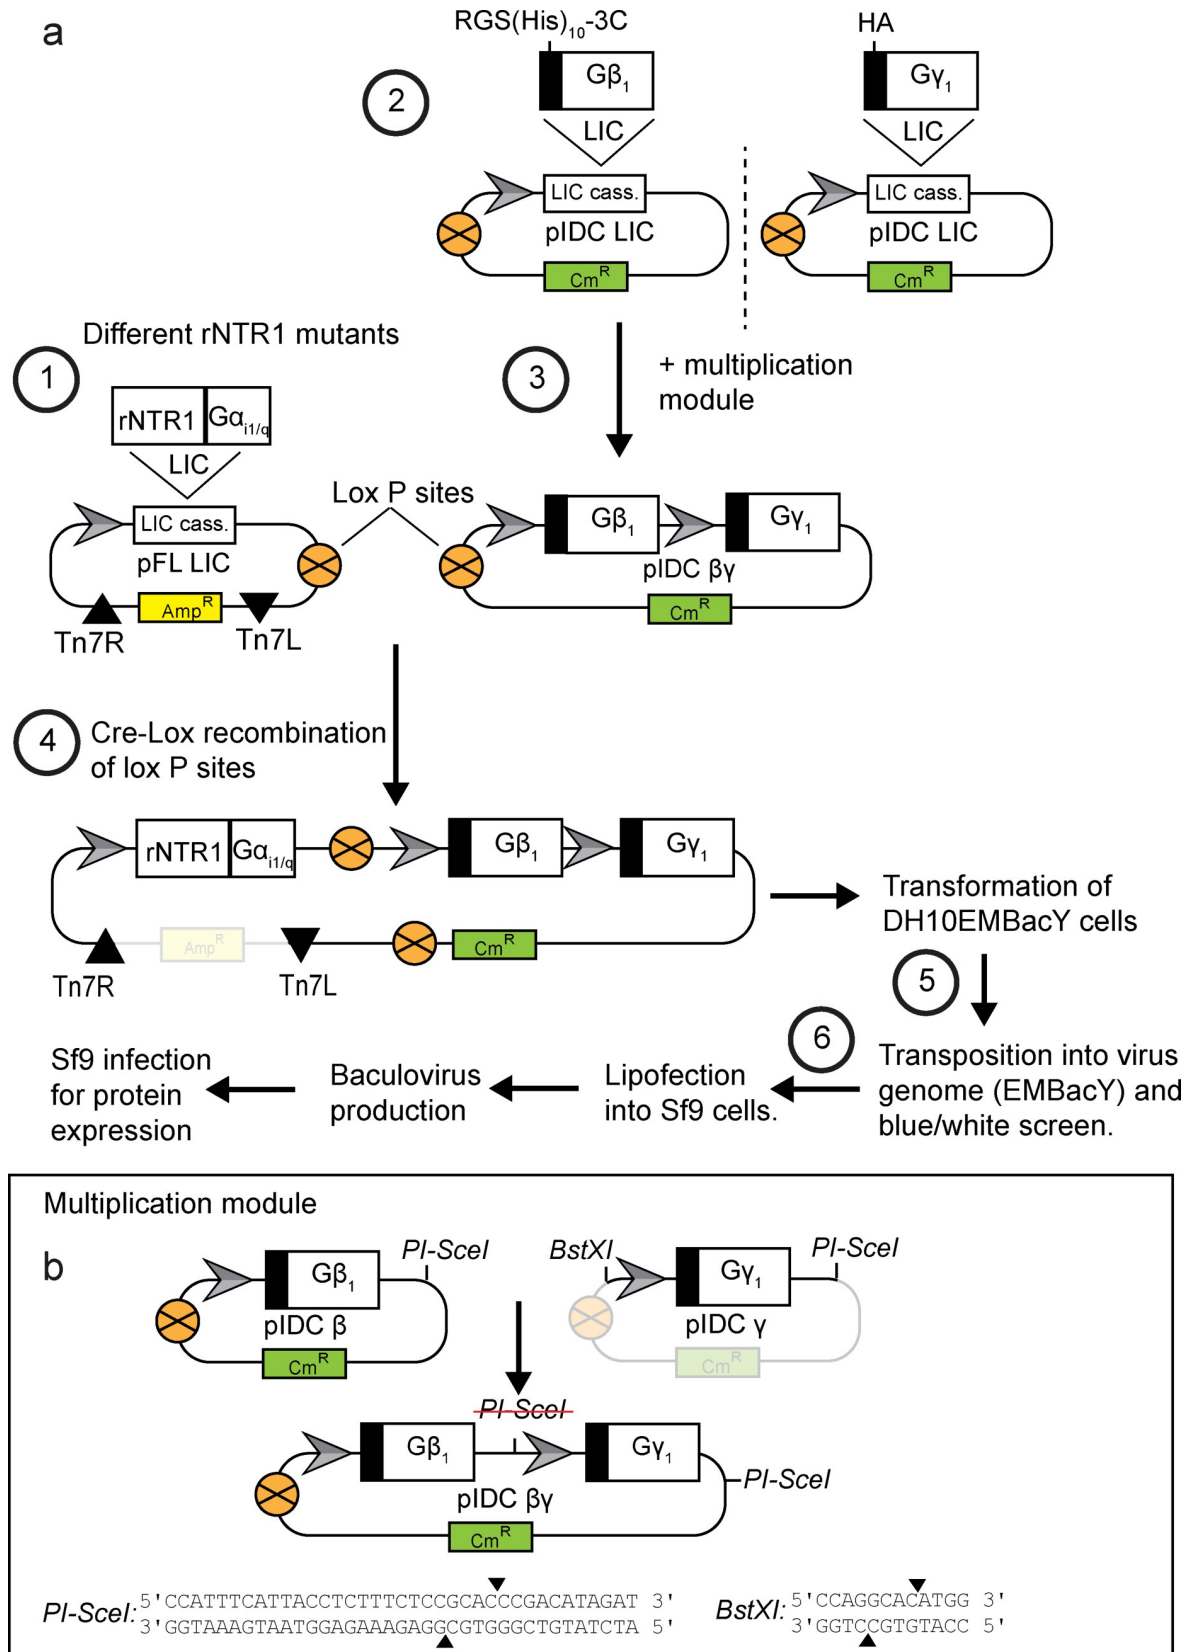 a
RGS(His)10-3C
HA
2
Gβ1
Gγ1
LIC
LIC
LIC cass.
LIC cass.
pIDC LIC
pIDC LIC
CmR
CmR
Different rNTR1 mutants
1
3
+ multiplication
module
rNTR1
Gαi1/q
LIC
Lox P sites
LIC cass.
pFL LIC
Gβ1
Gγ1
pIDC βγ
AmpR
CmR
Tn7R
Tn7L
4
Cre-Lox recombination
of lox P sites
rNTR1
Gαi1/q
Gβ1
Gγ1
Transformation of
DH10EMBacY cells
AmpR
CmR
Tn7R
Tn7L
5
6
Sf9 infection
for protein
expression
Baculovirus
production
Lipofection
into Sf9 cells.
Transposition into virus
genome (EMBacY) and
blue/white screen.
Multiplication module
b
PI-SceI
BstXI
PI-SceI
Gβ1
Gγ1
pIDC β
pIDC γ
CmR
CmR
PI-SceI
Gβ1
Gγ1
PI-SceI
pIDC βγ
CmR
PI-SceI:
5'CCATTTCATTACCTCTTTCTCCGCACCCGACATAGAT 3'
3'GGTAAAGTAATGGAGAAAGAGGCGTGGGCTGTATCTA 5'
BstXI:
5'CCAGGCACATGG 3'
3'GGTCCGTGTACC 5'